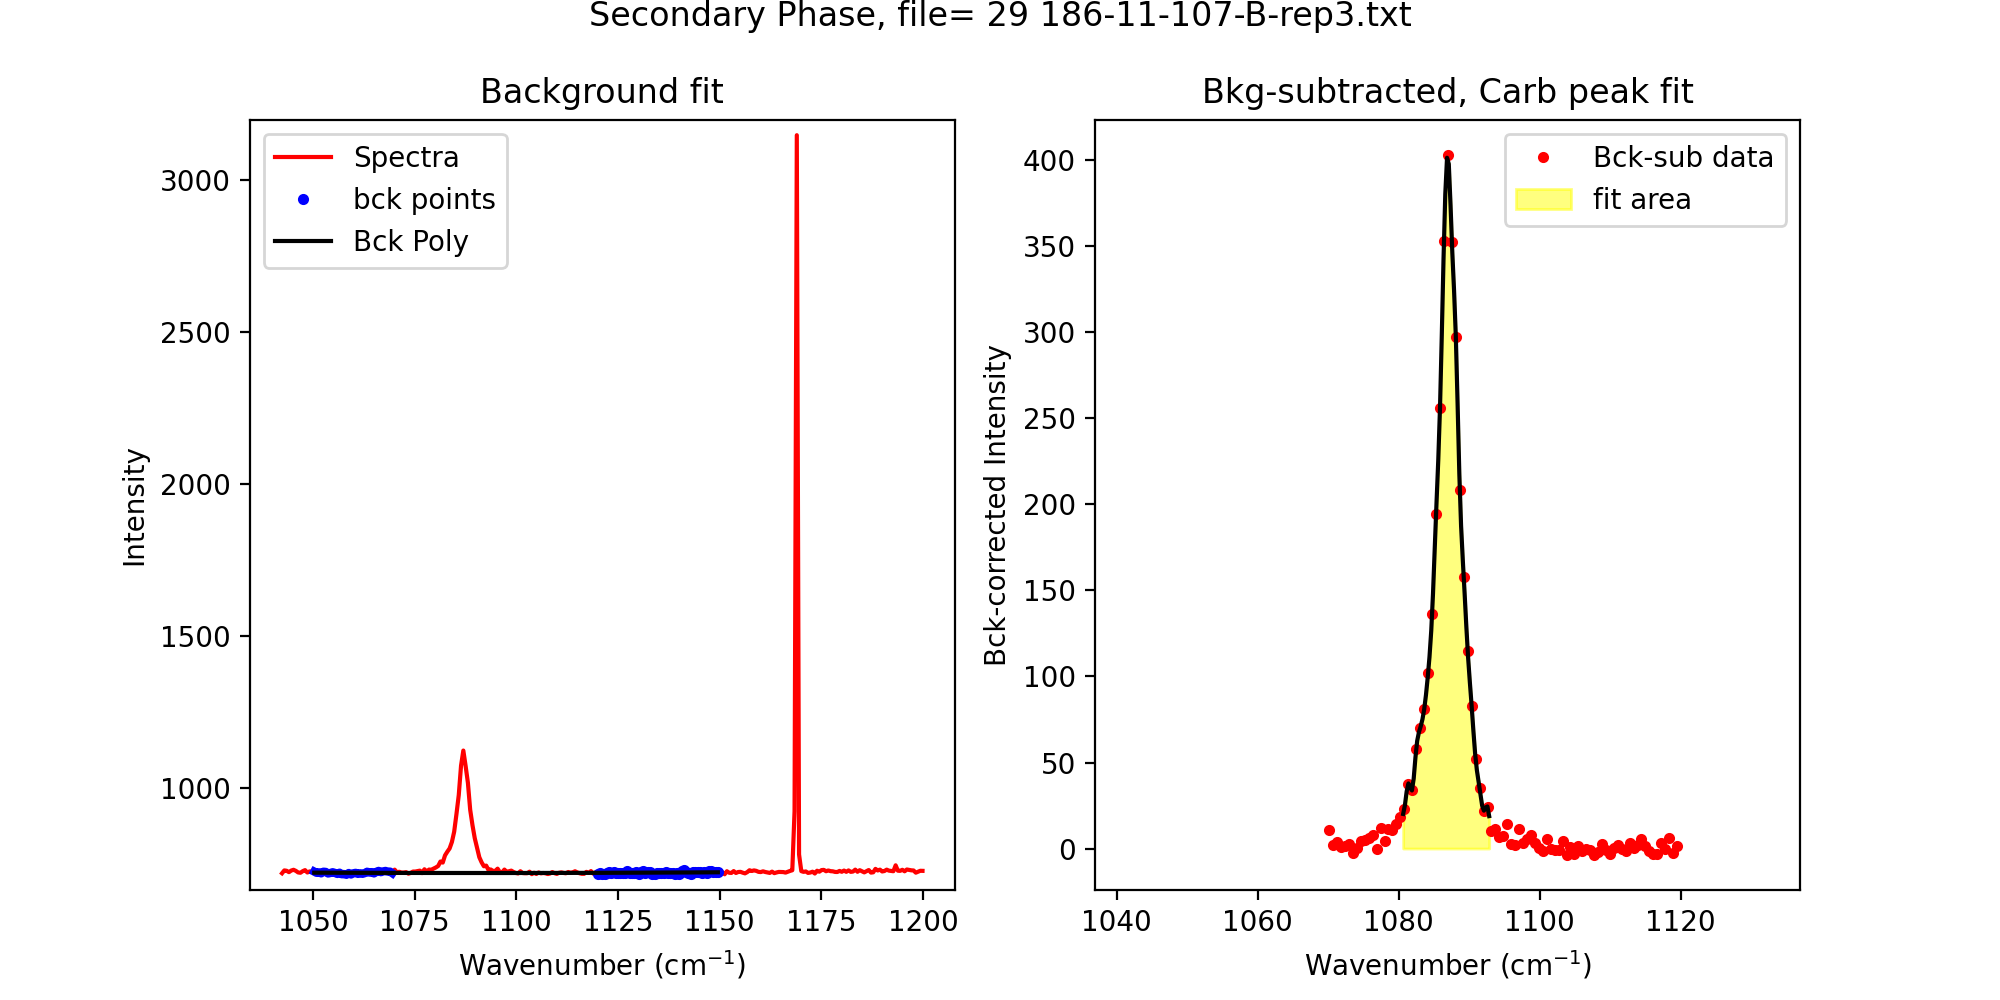 Secondary Phase, file= 29 186-11-107-B-rep3.txt
Background fit
Spectra
bck points
Bck Poly
3000
2500
2000
1500
1000
Intensity
1050 1075 1100 1125 1150 1175 1200
Wavenumber (cm⁻¹)
Bkg-subtracted, Carb peak fit
Bck-sub data
fit area
400
350
300
250
200
150
100
50
0
Bck-corrected Intensity
1040 1060 1080 1100 1120
Wavenumber (cm⁻¹)